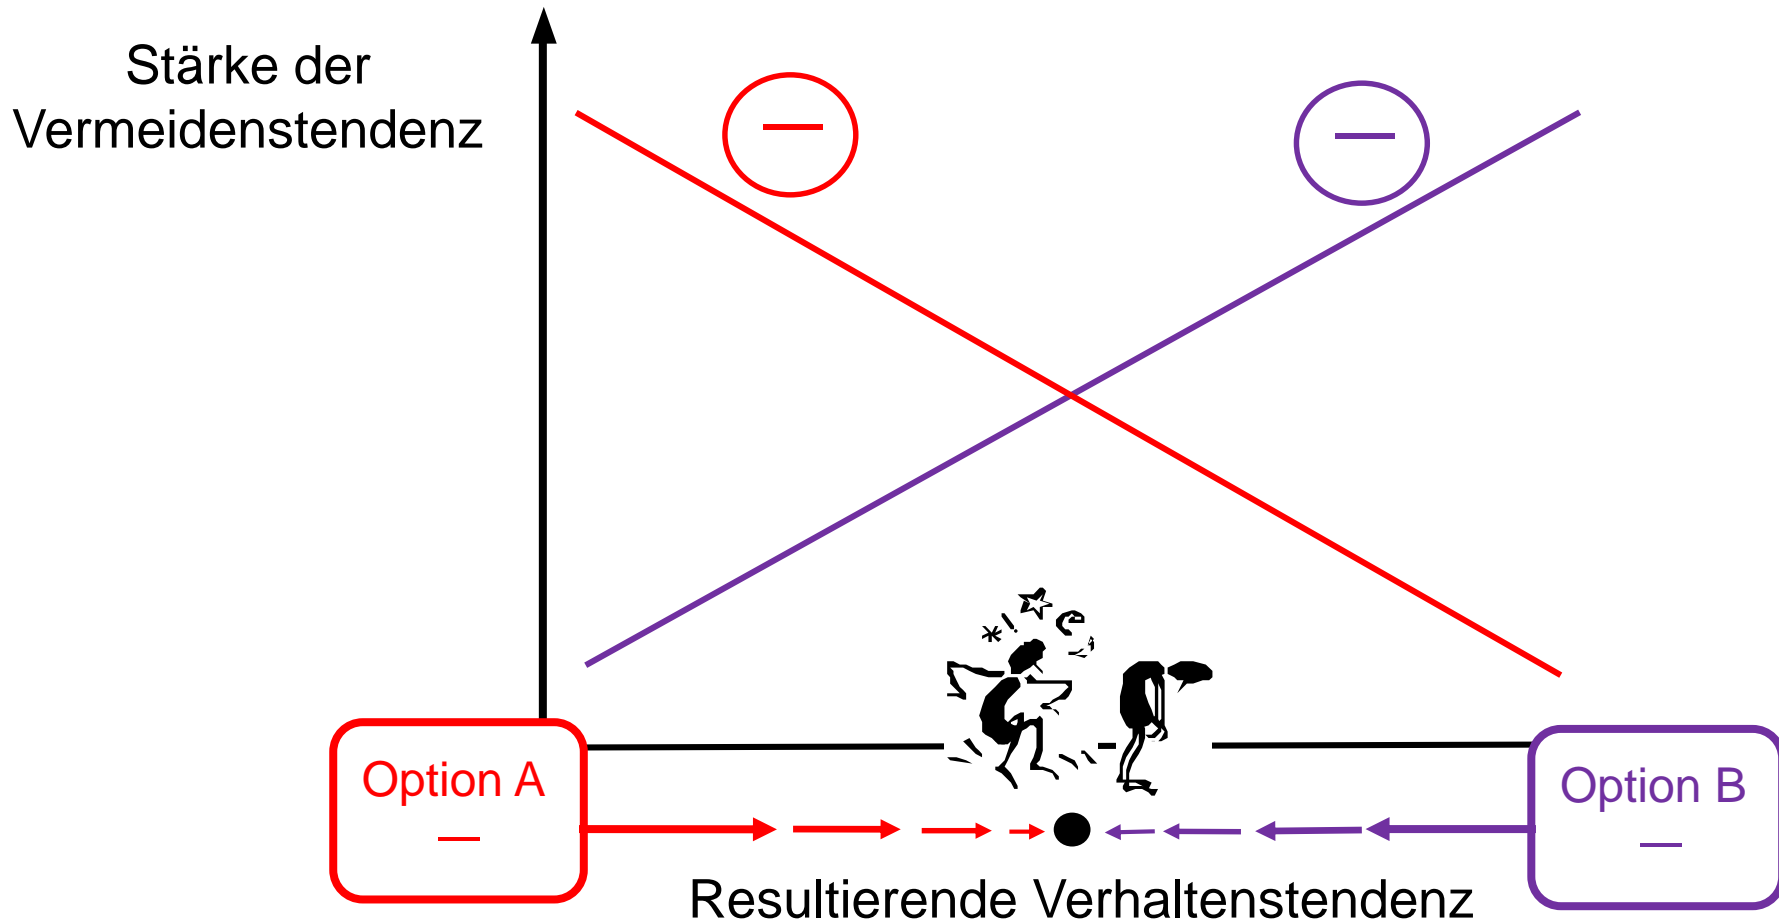 Stärke der
Vermeidenstendenz
—
—
*!☆e
Option A
—
Option B
—
Resultierende Verhaltenstendenz